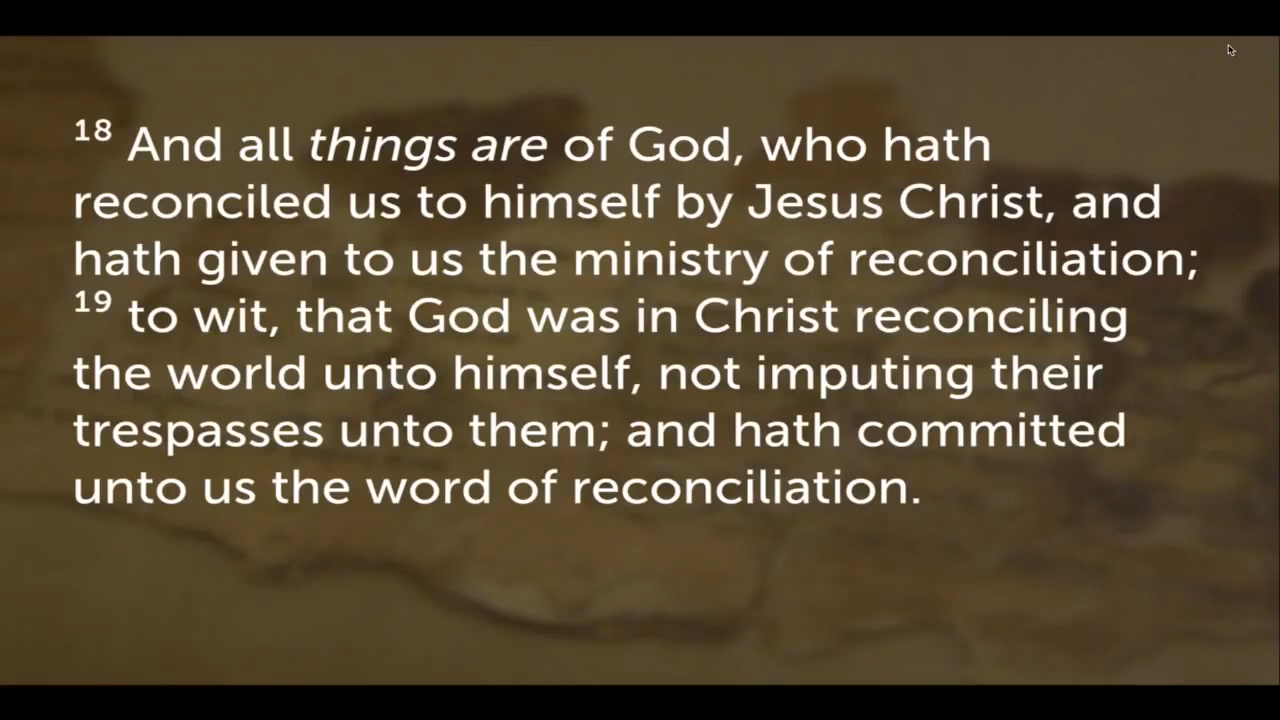 18 And all things are of God, who hath
reconciled us to himself by Jesus Christ, and
hath given to us the ministry of reconciliation;
19 to wit, that God was in Christ reconciling
the world unto himself, not imputing their
trespasses unto them; and hath committed
unto us the word of reconciliation.